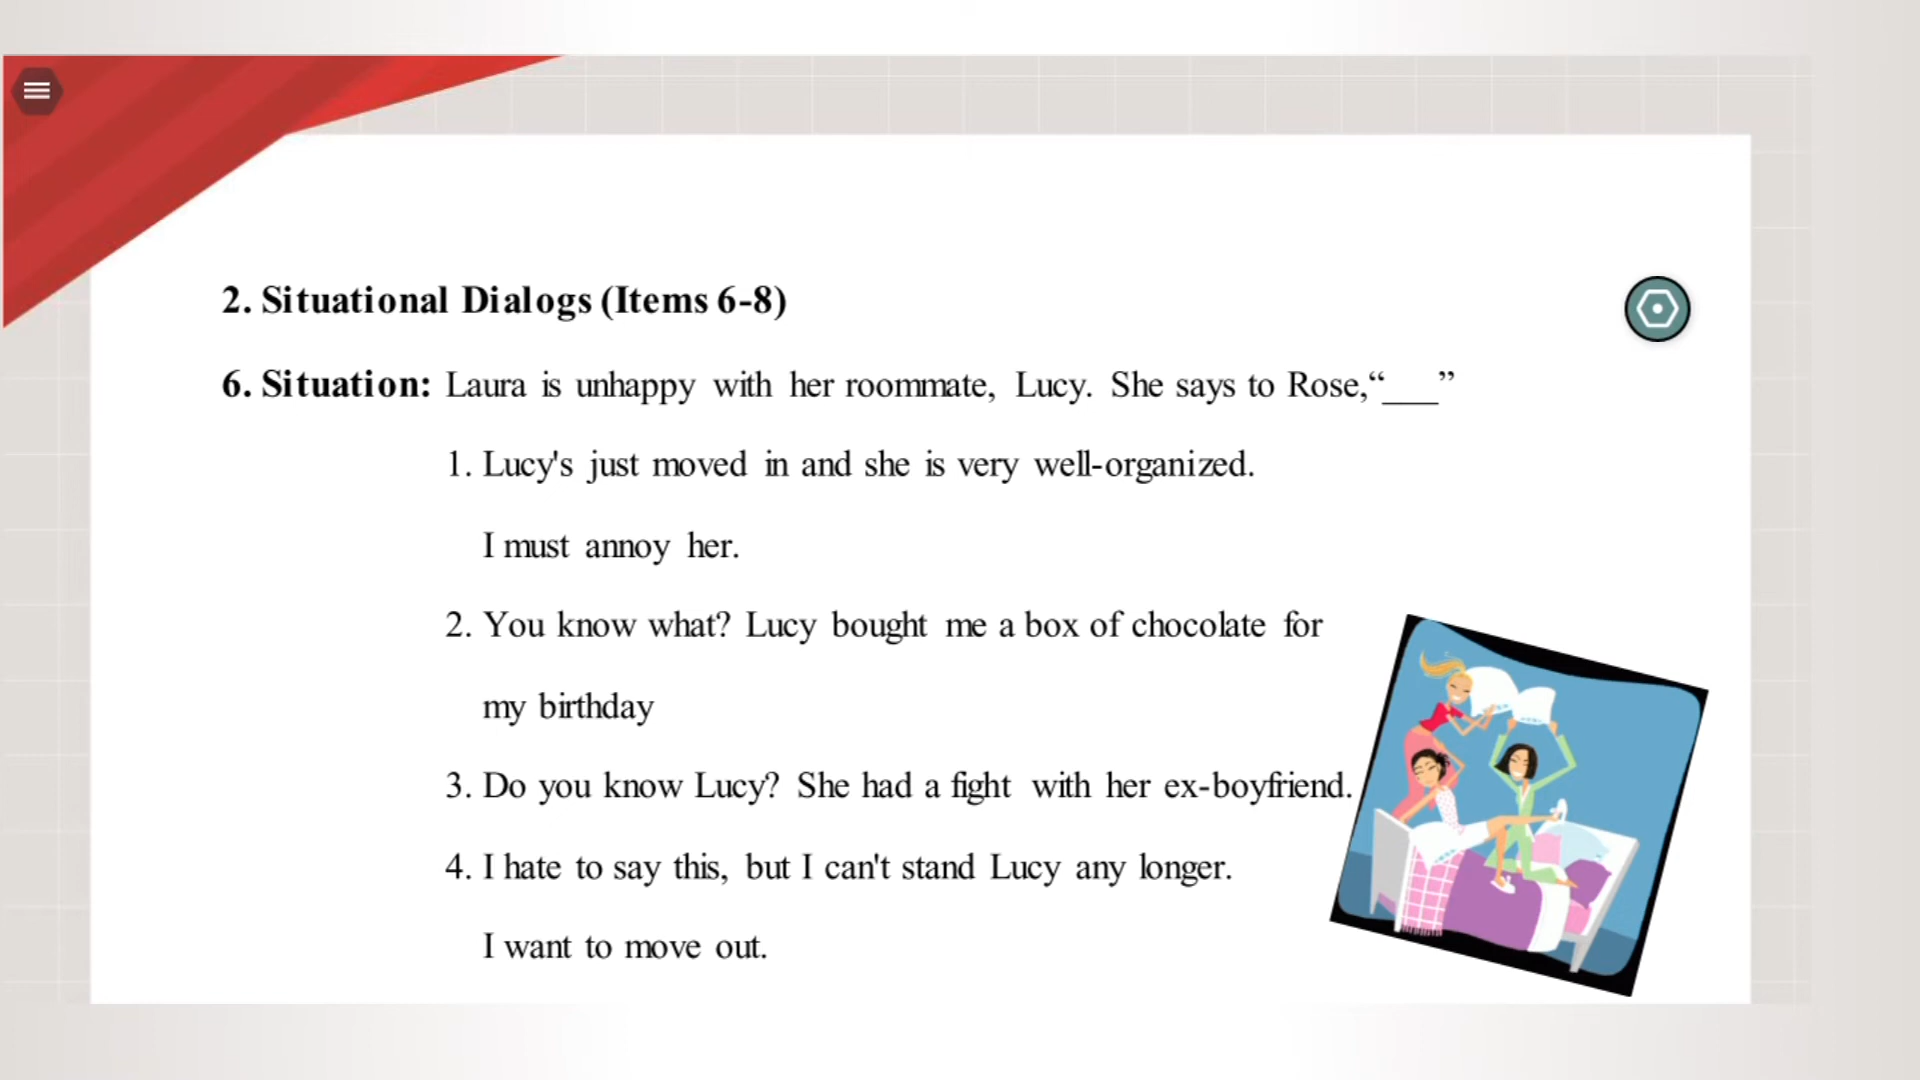 2. Situational Dialogs (Items 6-8)
6. Situation: Laura is unhappy with her roommate, Lucy. She says to Rose,“___”
1. Lucy's just moved in and she is very well-organized.
I must annoy her.
2. You know what? Lucy bought me a box of chocolate for
my birthday
3. Do you know Lucy? She had a fight with her ex-boyfriend.
4. I hate to say this, but I can't stand Lucy any longer.
I want to move out.